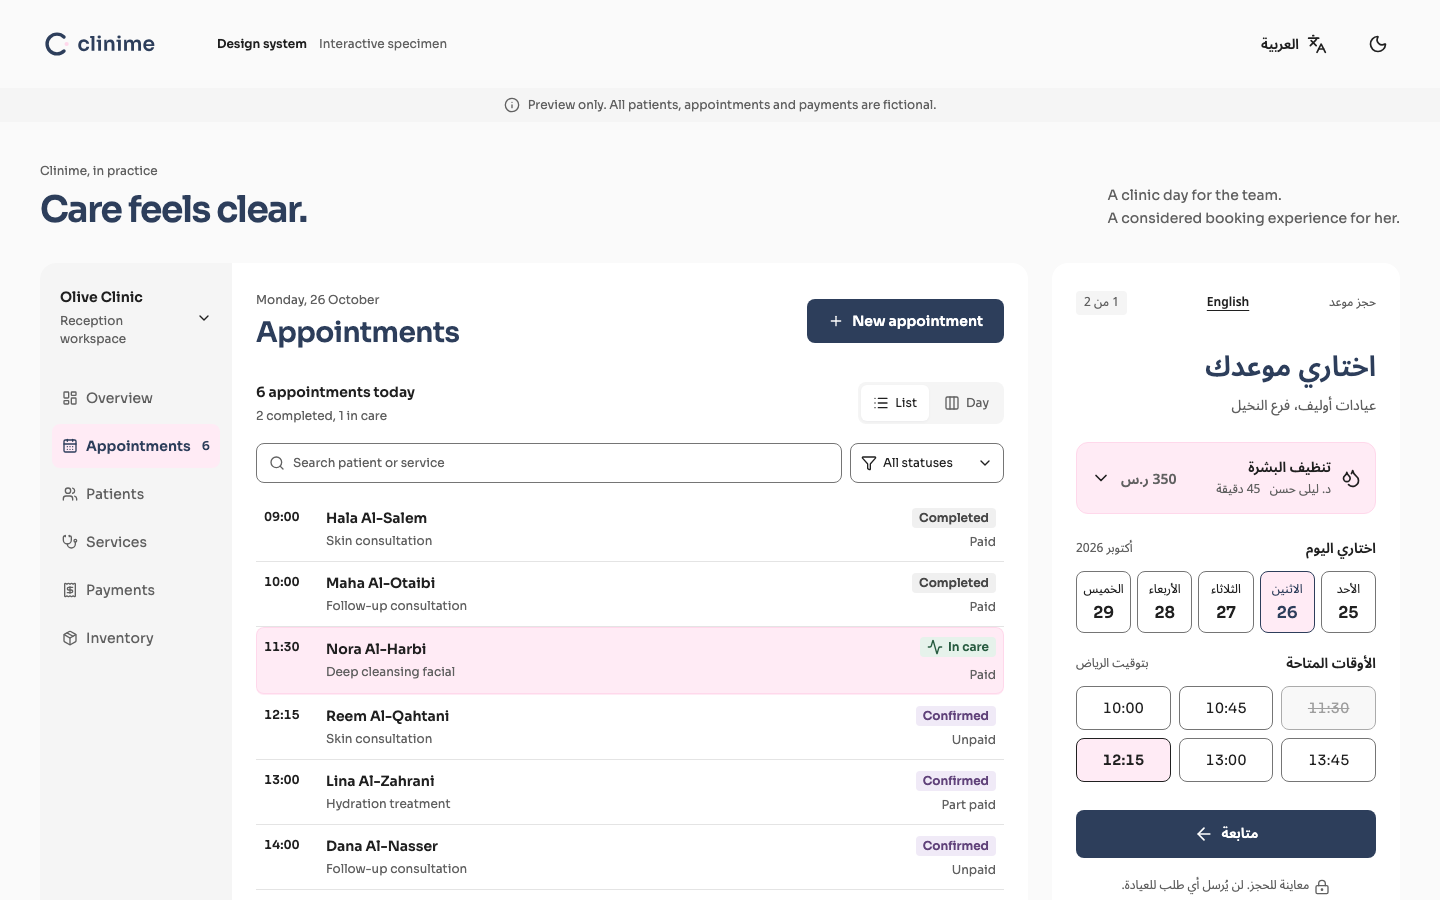 clinime
Design system
Interactive specimen
العربية
Preview only. All patients, appointments and payments are fictional.
Clinime, in practice
Care feels clear.
A clinic day for the team.
A considered booking experience for her.
Olive Clinic
Reception
workspace
Overview
Appointments 6
Patients
Services
Payments
Inventory
Monday, 26 October
Appointments
New appointment
6 appointments today
2 completed, 1 in care
List
Day
Search patient or service
All statuses
09:00 Hala Al-Salem Completed
Skin consultation Paid
10:00 Maha Al-Otaibi Completed
Follow-up consultation Paid
11:30 Nora Al-Harbi In care
Deep cleansing facial Paid
12:15 Reem Al-Qahtani Confirmed
Skin consultation Unpaid
13:00 Lina Al-Zahrani Confirmed
Hydration treatment Part paid
14:00 Dana Al-Nasser Confirmed
Follow-up consultation Unpaid
حجز موعد
English
1 من 2
اختاري موعدك
عيادات أوليف، فرع النخيل
تنظيف البشرة
د. ليلى حسن 45 دقيقة
350 ر.س
اختاري اليوم
أكتوبر 2026
الأحد 25
الاثنين 26
الثلاثاء 27
الأربعاء 28
الخميس 29
الأوقات المتاحة
بتوقيت الرياض
10:00 10:45 11:30
12:15 13:00 13:45
متابعة
معاينة للحجز. لن يُرسل أي طلب للعيادة.